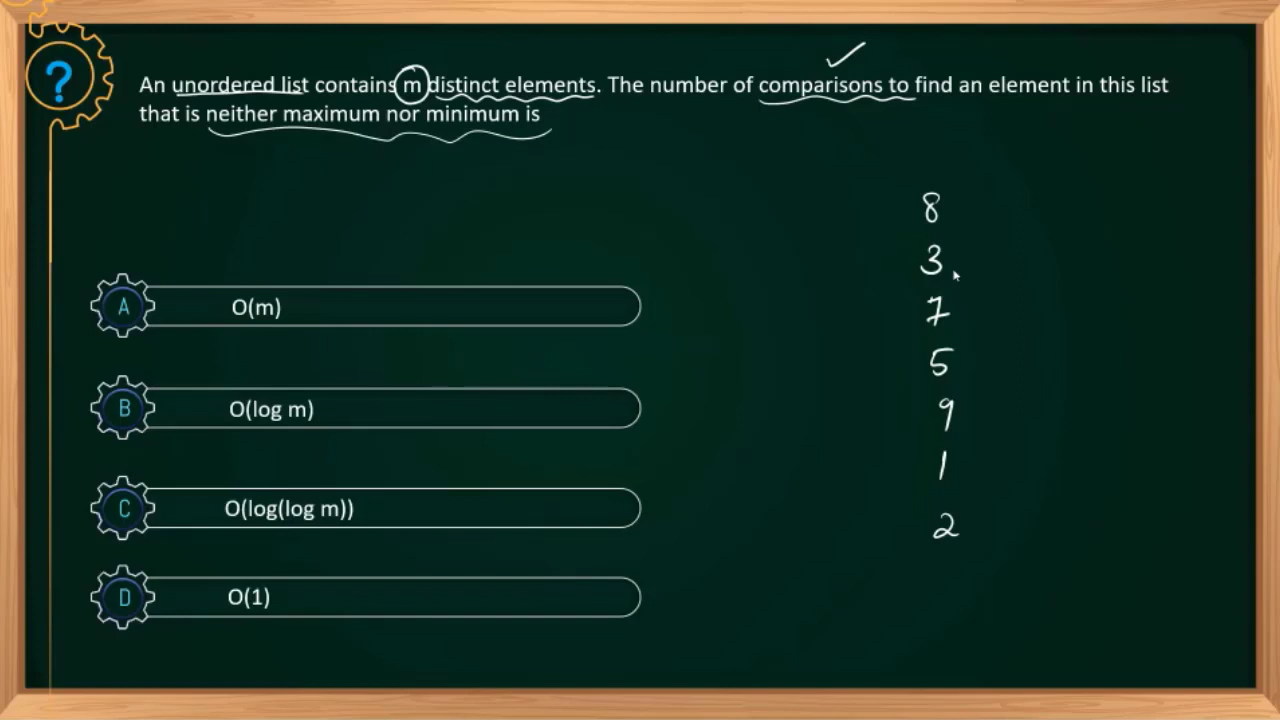 ?
An unordered list contains m distinct elements. The number of comparisons to find an element in this list
that is neither maximum nor minimum is
A O(m)
B O(log m)
C O(log(log m))
D O(1)
8
3
7
5
9
1
2